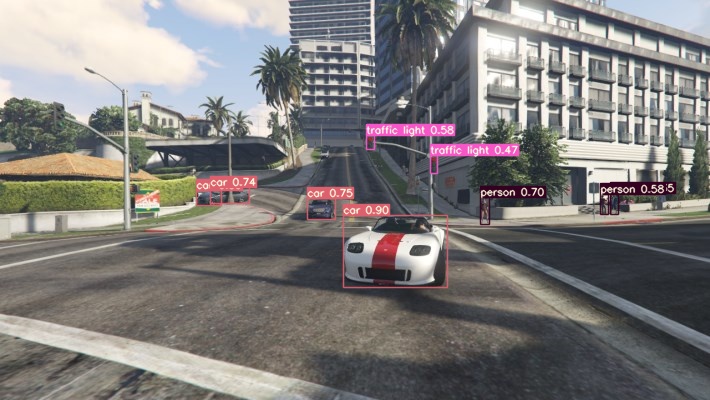 traffic light 0.58
traffic light 0.47
car 0.74
car 0.75
person 0.70
person 0.58
car 0.90